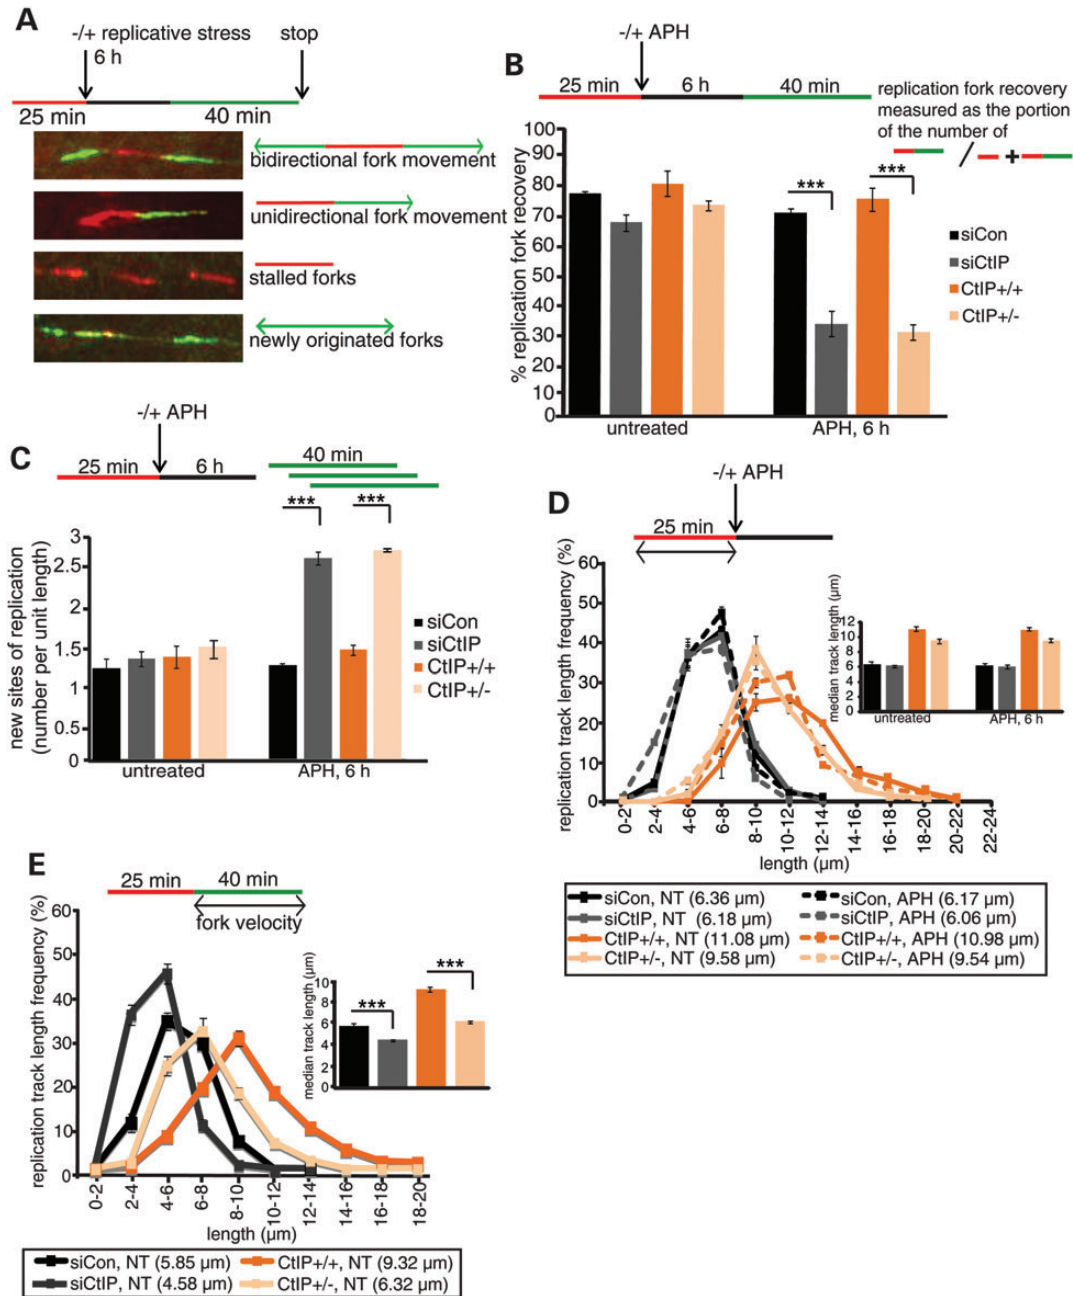 A
-/+ replicative stress
stop
6 h
25 min
40 min
bidirectional fork movement
unidirectional fork movement
stalled forks
newly originated forks
B
-/+ APH
25 min
6 h
40 min
replication fork recovery
measured as the portion
of the number of
/
+
% replication fork recovery
100
90
80
70
60
50
40
30
20
10
0
***
***
siCon
siCtIP
CtIP+/+
CtIP+/-
untreated
APH, 6 h
C
-/+ APH
25 min
6 h
40 min
***
***
new sites of replication
(number per unit length)
3
2.5
2
1.5
1
0.5
0
siCon
siCtIP
CtIP+/+
CtIP+/-
untreated
APH, 6 h
D
-/+ APH
25 min
replication track length frequency (%)
60
50
40
30
20
10
0
0-2
2-4
4-6
6-8
8-10
10-12
12-14
14-16
16-18
18-20
20-22
22-24
length (µm)
median track length (µm)
12
10
8
6
4
2
0
untreated
APH, 6 h
siCon, NT (6.36 µm)
siCon, APH (6.17 µm)
siCtIP, NT (6.18 µm)
siCtIP, APH (6.06 µm)
CtIP+/+, NT (11.08 µm)
CtIP+/+, APH (10.98 µm)
CtIP+/-, NT (9.58 µm)
CtIP+/-, APH (9.54 µm)
E
25 min
40 min
fork velocity
replication track length frequency (%)
60
50
40
30
20
10
0
0-2
2-4
4-6
6-8
8-10
10-12
12-14
14-16
16-18
18-20
length (µm)
median track length (µm)
10
8
6
4
2
0
***
***
siCon, NT (5.85 µm)
CtIP+/+, NT (9.32 µm)
siCtIP, NT (4.58 µm)
CtIP+/-, NT (6.32 µm)